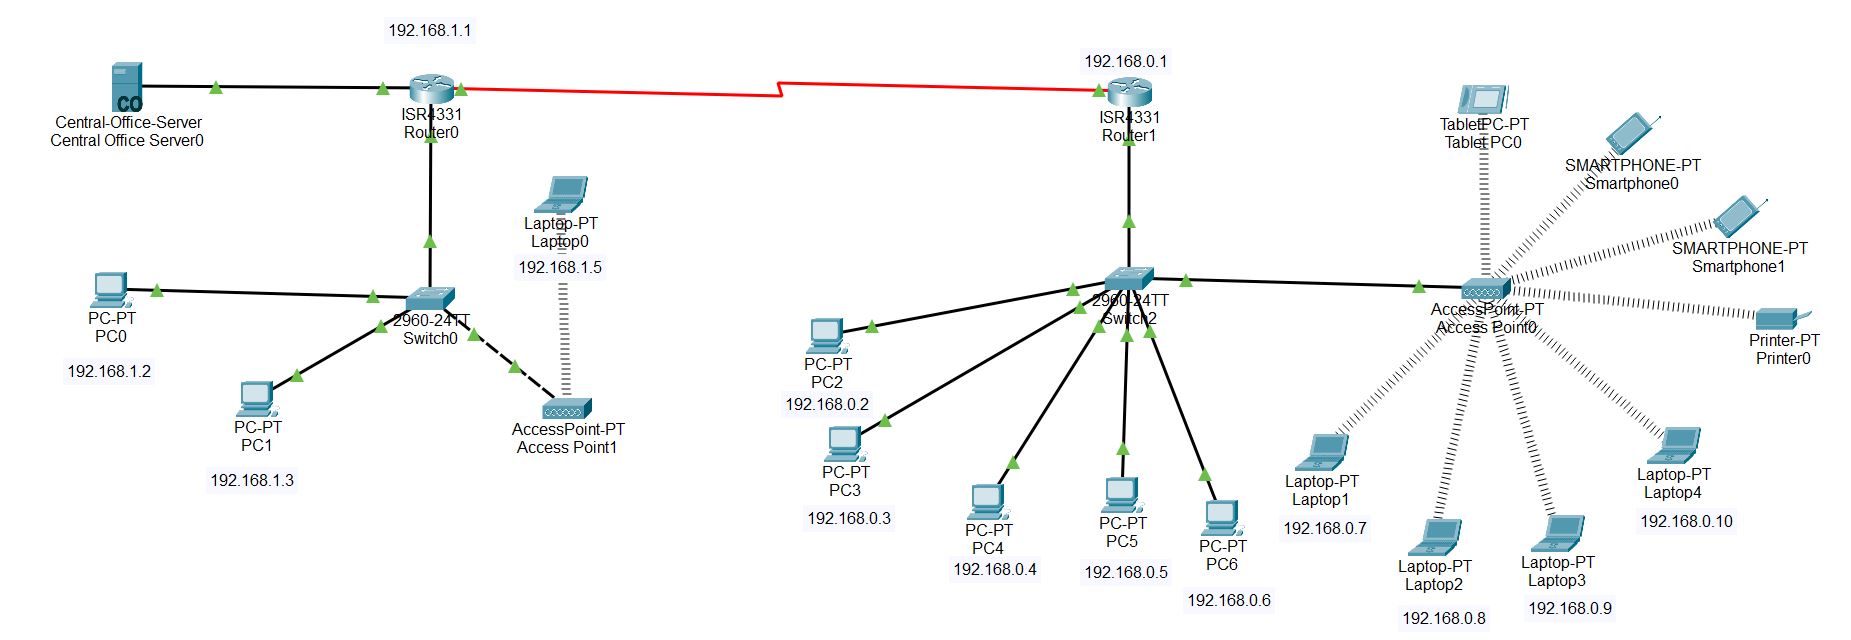 192.168.1.1
CO
Central-Office-Server
Central Office Server0
ISR4331
Router0
192.168.0.1
ISR4331
Router1
TabletPC-PT
Tablet PC0
SMARTPHONE-PT
Smartphone0
SMARTPHONE-PT
Smartphone1
Laptop-PT
Laptop0
192.168.1.5
PC-PT
PC0
192.168.1.2
2960-24TT
Switch0
PC-PT
PC1
192.168.1.3
AccessPoint-PT
Access Point1
2960-24TT
Switch2
AccessPoint-PT
Access Point0
Printer-PT
Printer0
PC-PT
PC2
192.168.0.2
PC-PT
PC3
192.168.0.3
PC-PT
PC4
192.168.0.4
PC-PT
PC5
192.168.0.5
PC-PT
PC6
192.168.0.6
Laptop-PT
Laptop1
192.168.0.7
Laptop-PT
Laptop2
192.168.0.8
Laptop-PT
Laptop3
192.168.0.9
Laptop-PT
Laptop4
192.168.0.10